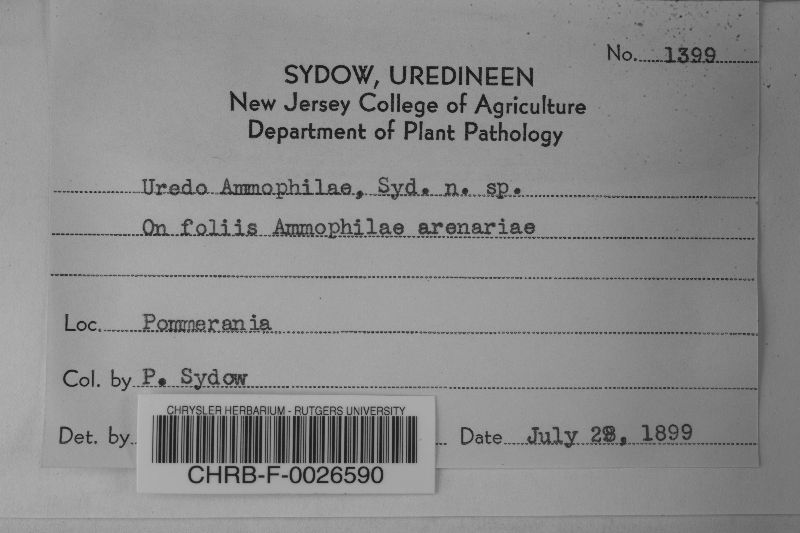 No. 1399
SYDOW, UREDINEEN
New Jersey College of Agriculture
Department of Plant Pathology
Uredo Ammophilae, Syd. n. sp.
On foliis Ammophilae arenariae
Loc. Pommerania
Col. by P. Sydow
CHRYSLER HERBARIUM - RUTGERS UNIVERSITY
Det. by
Date July 28, 1899
CHRB-F-0026590